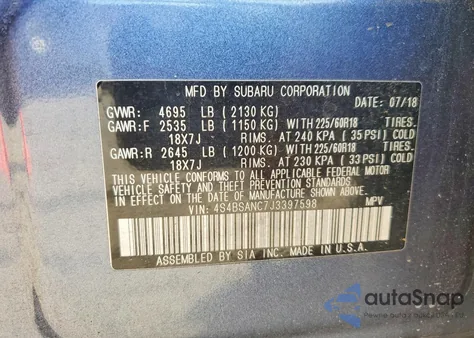 MFD BY SUBARU CORPORATION
DATE 07/18
GVWR: 4695 LB (2130 KG)
GAWR:F 2535 LB (1150 KG) WITH 225/60R18
18X7J RIMS. AT 240 KPA (35 PSI) COLD
GAWR:R 2645 LB (1200 KG) WITH 225/60R18
18X7J RIMS. AT 230 KPA (33 PSI) COLD
THIS VEHICLE CONFORMS TO ALL APPLICABLE FEDERAL MOTOR
VEHICLE SAFETY, BUMPER, AND THEFT PREVENTION STANDARDS
IN EFFECT ON THE DATE OF MANUFACTURE SHOWN ABOVE.
VIN: 4S4BSANC7J3397598 MPV
ASSEMBLED BY SIA INC. MADE IN U.S.A.
autoSnap